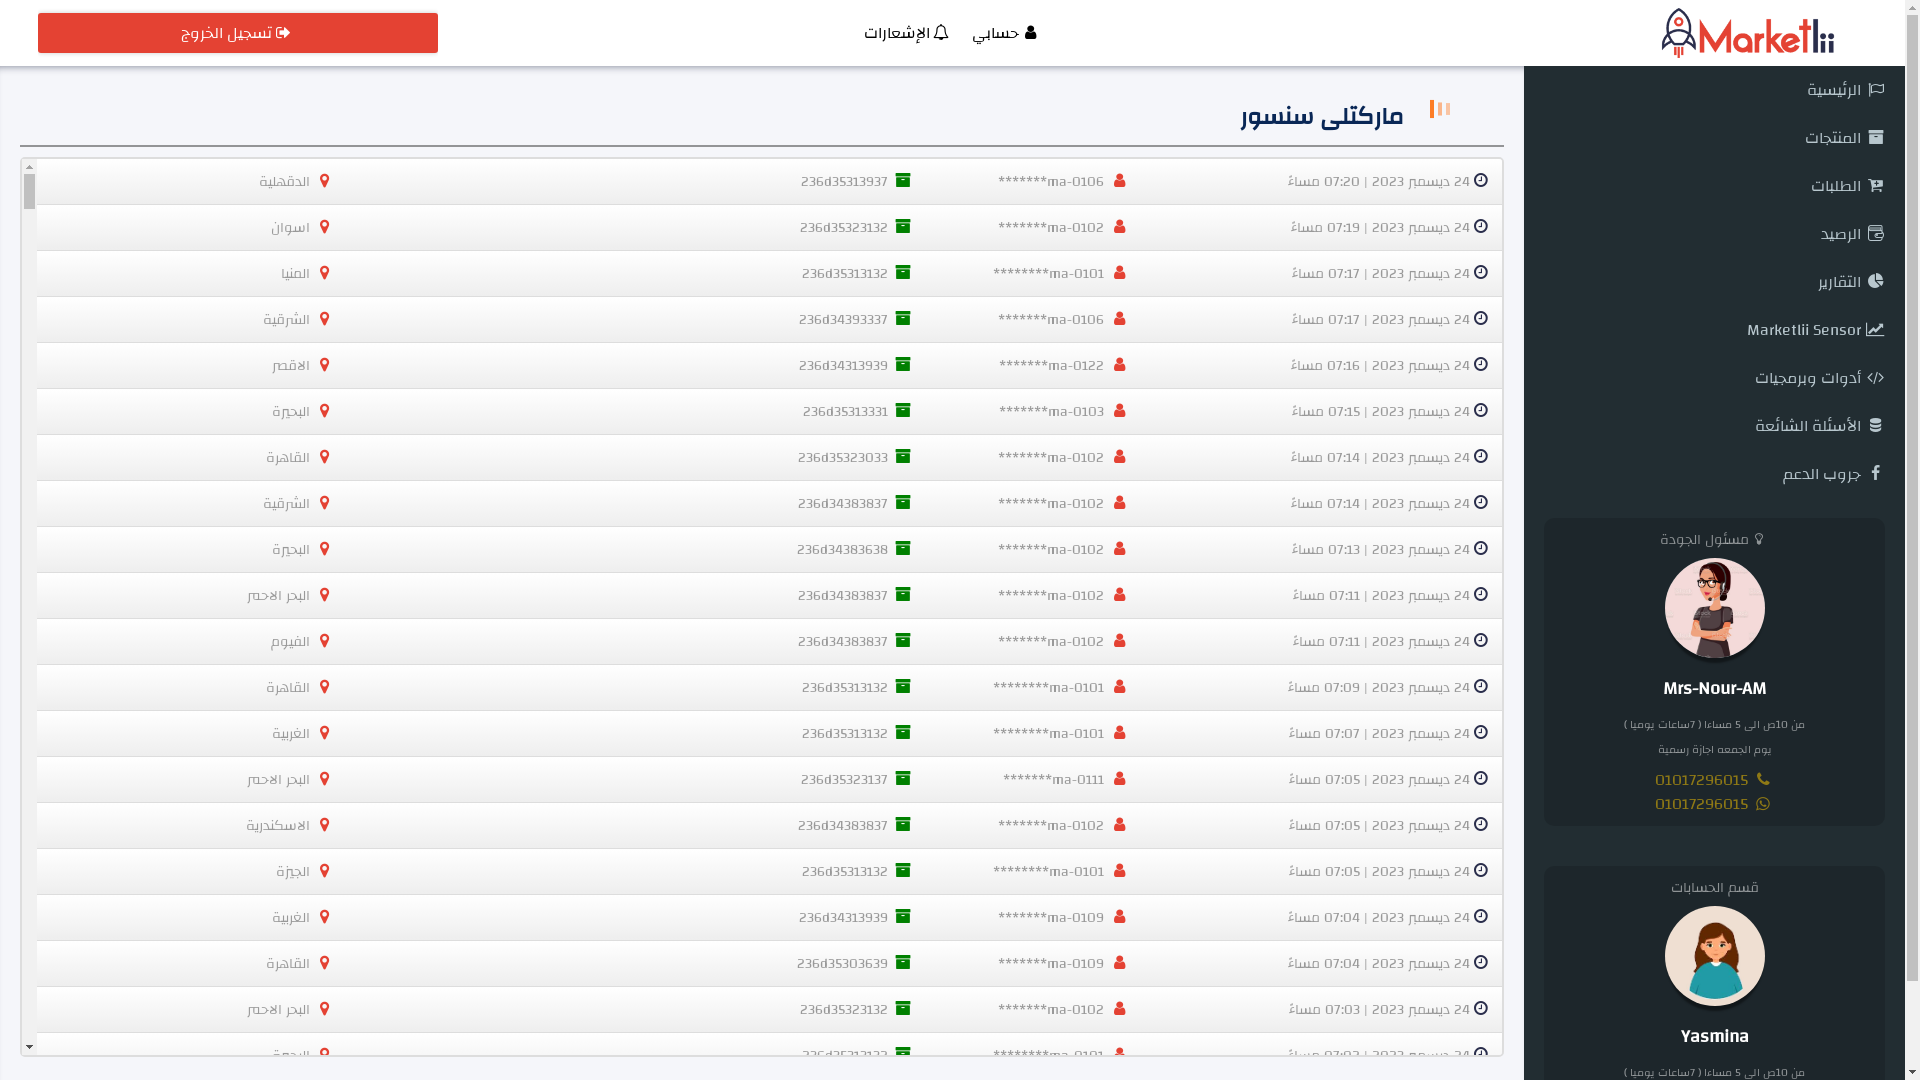 Marketlii
حسابي
الإشعارات
تسجيل الخروج
الرئيسية
المنتجات
الطلبات
الرصيد
التقارير
Marketlii Sensor
أدوات وبرمجيات
الأسئلة الشائعة
جروب الدعم
مسئول الجودة
Mrs-Nour-AM
من 10ص الى 5 مساءا ( 7ساعات يوميا )
يوم الجمعه اجازة رسمية
01017296015
01017296015
قسم الحسابات
Yasmina
من 10ص الى 5 مساءا ( 7ساعات يوميا )
ماركتلى سنسور
24 ديسمبر 2023 | 07:20 مساءً ma-0106******* 236d35313937 الدقهلية
24 ديسمبر 2023 | 07:19 مساءً ma-0102******* 236d35323132 اسوان
24 ديسمبر 2023 | 07:17 مساءً ma-0101******** 236d35313132 المنيا
24 ديسمبر 2023 | 07:17 مساءً ma-0106******* 236d34393337 الشرقية
24 ديسمبر 2023 | 07:16 مساءً ma-0122******* 236d34313939 الاقصر
24 ديسمبر 2023 | 07:15 مساءً ma-0103******* 236d35313331 البحيرة
24 ديسمبر 2023 | 07:14 مساءً ma-0102******* 236d35323033 القاهرة
24 ديسمبر 2023 | 07:14 مساءً ma-0102******* 236d34383837 الشرقية
24 ديسمبر 2023 | 07:13 مساءً ma-0102******* 236d34383638 البحيرة
24 ديسمبر 2023 | 07:11 مساءً ma-0102******* 236d34383837 البحر الاحمر
24 ديسمبر 2023 | 07:11 مساءً ma-0102******* 236d34383837 الفيوم
24 ديسمبر 2023 | 07:09 مساءً ma-0101******** 236d35313132 القاهرة
24 ديسمبر 2023 | 07:07 مساءً ma-0101******** 236d35313132 الغربية
24 ديسمبر 2023 | 07:05 مساءً ma-0111******* 236d35323137 البحر الاحمر
24 ديسمبر 2023 | 07:05 مساءً ma-0102******* 236d34383837 الاسكندرية
24 ديسمبر 2023 | 07:05 مساءً ma-0101******** 236d35313132 الجيزة
24 ديسمبر 2023 | 07:04 مساءً ma-0109******* 236d34313939 الغربية
24 ديسمبر 2023 | 07:04 مساءً ma-0109******* 236d35303639 القاهرة
24 ديسمبر 2023 | 07:03 مساءً ma-0102******* 236d35323132 البحر الاحمر